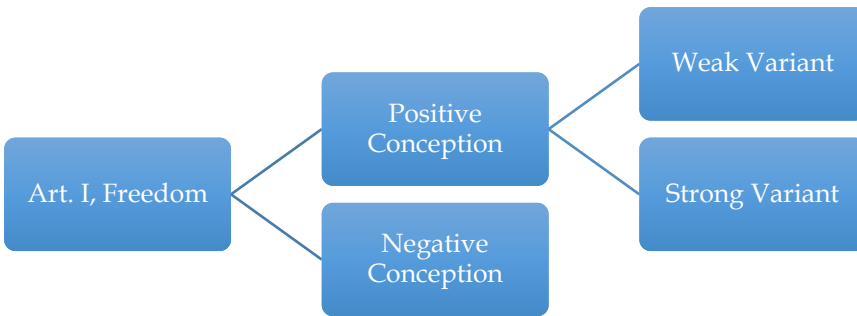 Art. I, Freedom
Positive
Conception
Negative
Conception
Weak Variant
Strong Variant